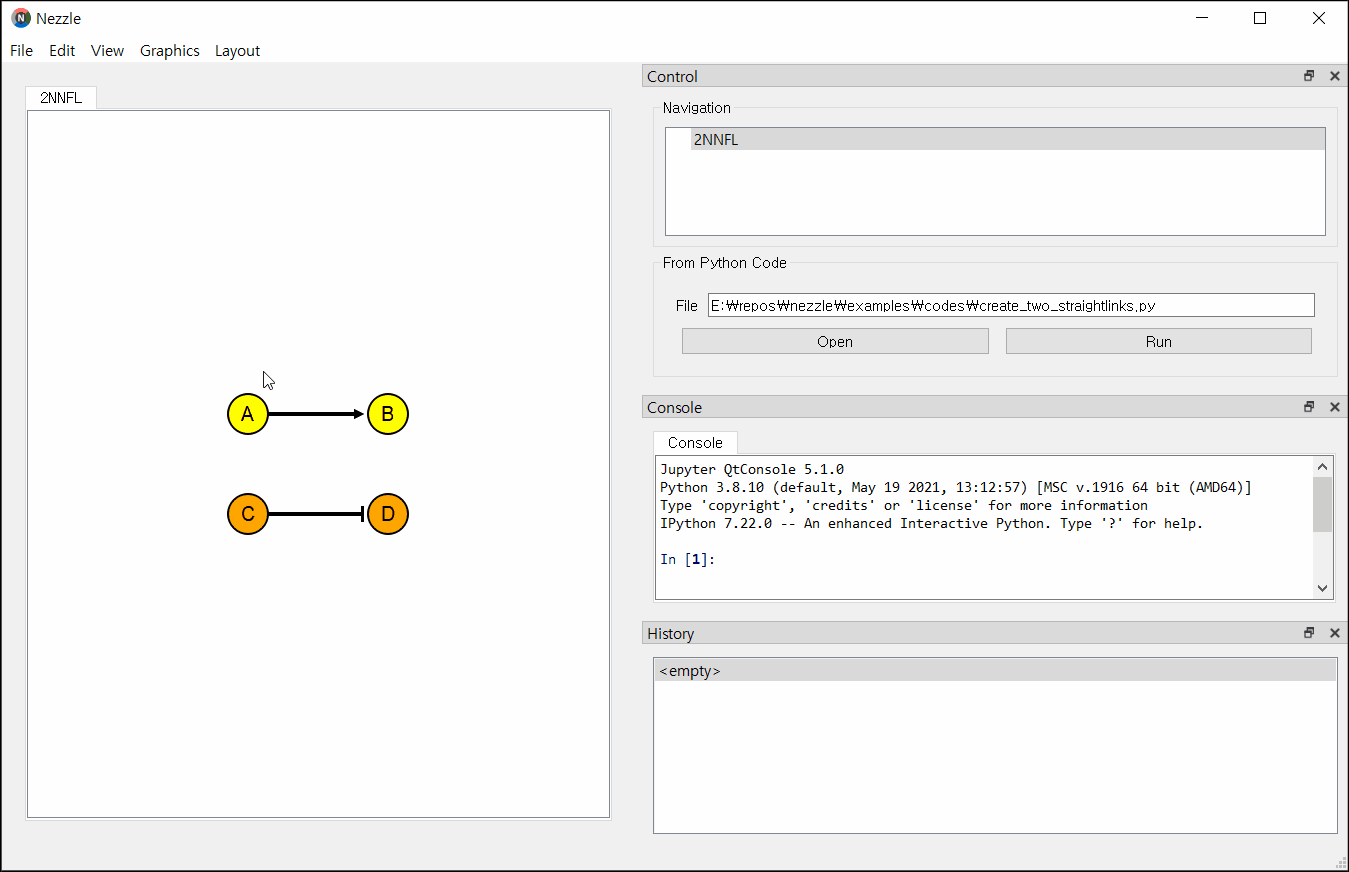 Nezzle
File Edit View Graphics Layout
2NNFL
A B
C D
Control
Navigation
2NNFL
From Python Code
File E:₩repos₩nezzle₩examples₩codes₩create_two_straightlinks.py
Open Run
Console
Console
Jupyter QtConsole 5.1.0
Python 3.8.10 (default, May 19 2021, 13:12:57) [MSC v.1916 64 bit (AMD64)]
Type 'copyright', 'credits' or 'license' for more information
IPython 7.22.0 -- An enhanced Interactive Python. Type '?' for help.
In [1]:
History
<empty>